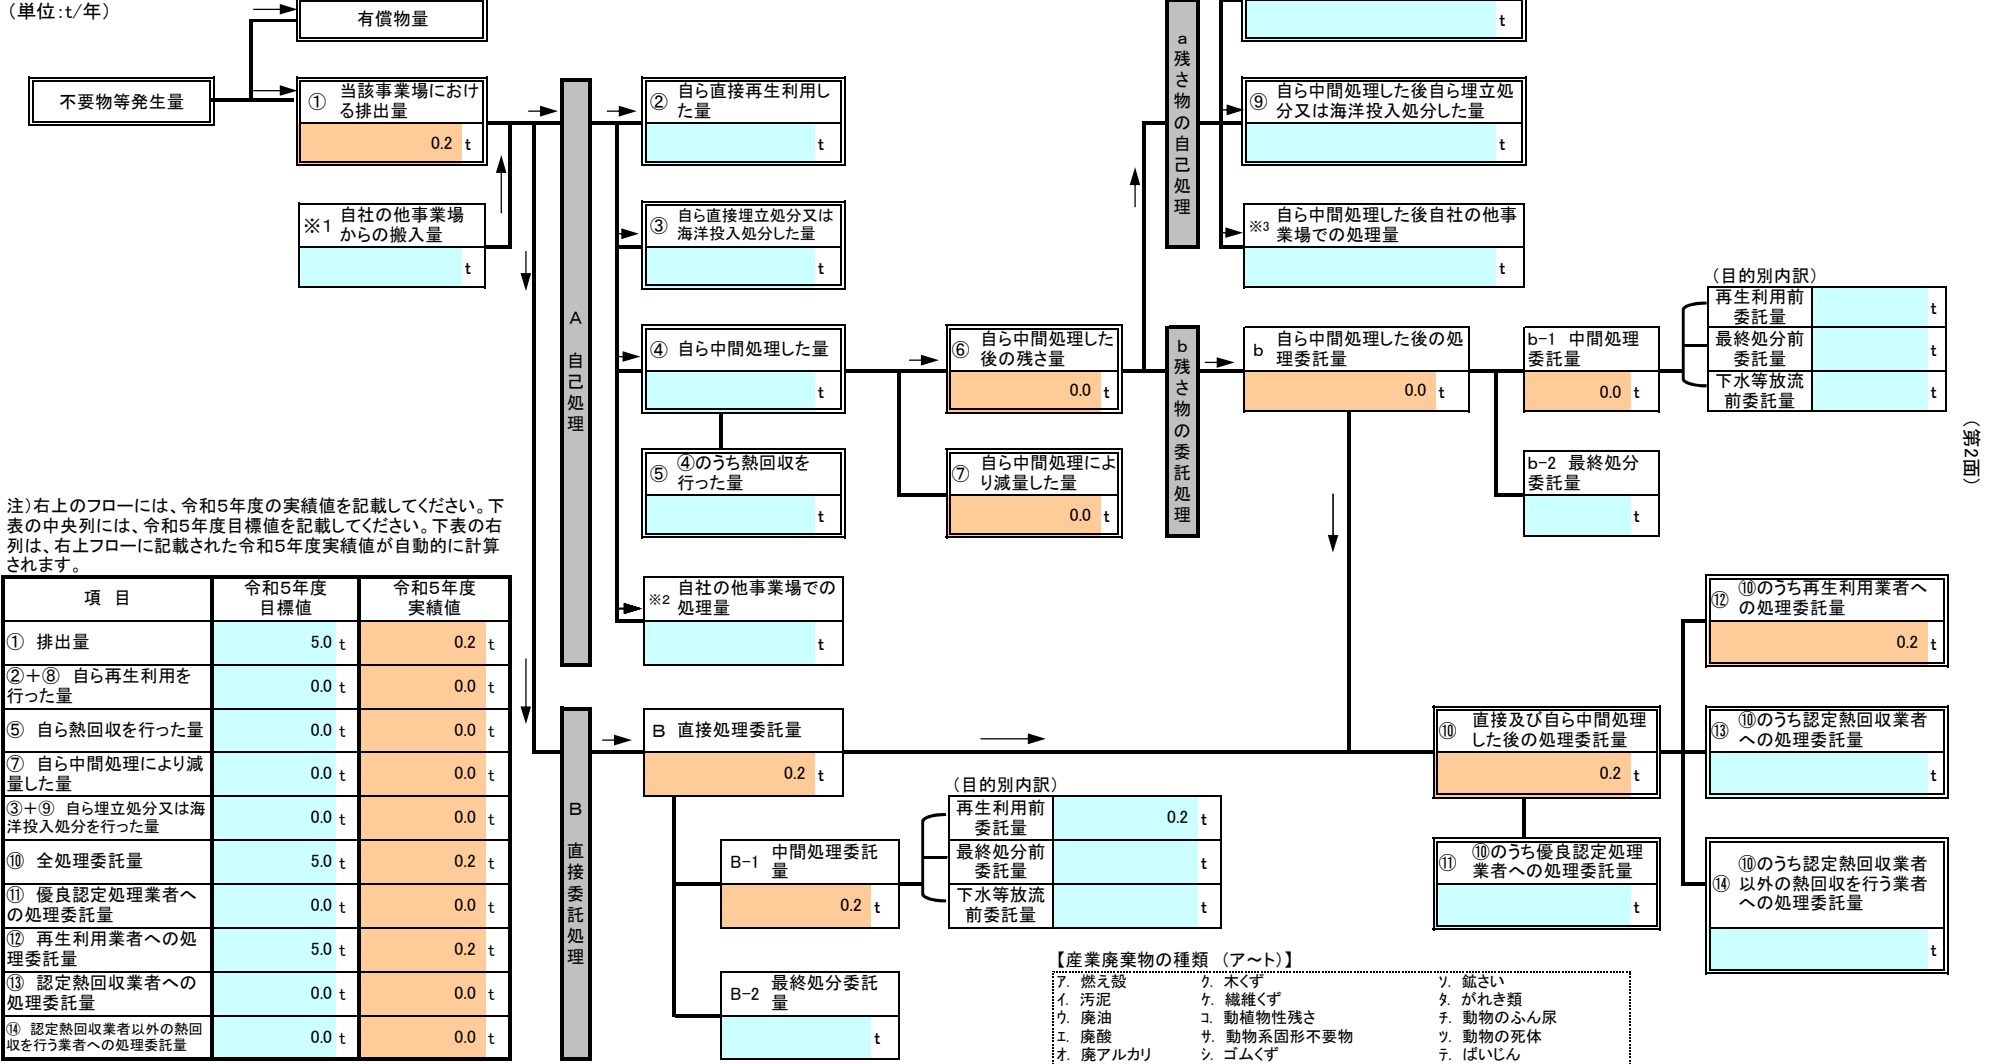 （単位:t/年）
有償物量
不要物等発生量
① 当該事業場におけ
る排出量
0.2 t
※1 自社の他事業場
からの搬入量
t
A 自己処理
② 自ら直接再生利用し
た量
t
③ 自ら直接埋立処分又は
海洋投入処分した量
t
④ 自ら中間処理した量
t
⑤ ④のうち熱回収を
行った量
t
※2 自社の他事業場での
処理量
t
⑥ 自ら中間処理した
後の残さ量
0.0 t
⑦ 自ら中間処理によ
り減量した量
0.0 t
a 残さ物の自己処理
t
⑨ 自ら中間処理した後自ら埋立処
分又は海洋投入処分した量
t
※3 自ら中間処理した後自社の他事
業場での処理量
t
b 残さ物の委託処理
b 自ら中間処理した後の処
理委託量
0.0 t
b-1 中間処理
委託量
0.0 t
（目的別内訳）
再生利用前
委託量
t
最終処分前
委託量
t
下水等放流
前委託量
t
b-2 最終処分
委託量
t
（第2面）
注）右上のフローには、令和5年度の実績値を記載してください。下
表の中央列には、令和5年度目標値を記載してください。下表の右
列は、右上フローに記載された令和5年度実績値が自動的に計算
されます。
項 目
令和5年度
目標値
令和5年度
実績値
① 排出量 5.0 t 0.2 t
②＋⑧ 自ら再生利用を
行った量 0.0 t 0.0 t
⑤ 自ら熱回収を行った量 0.0 t 0.0 t
⑦ 自ら中間処理により減
量した量 0.0 t 0.0 t
③＋⑨ 自ら埋立処分又は海
洋投入処分を行った量 0.0 t 0.0 t
⑩ 全処理委託量 5.0 t 0.2 t
⑪ 優良認定処理業者へ
の処理委託量 0.0 t 0.0 t
⑫ 再生利用業者への処
理委託量 5.0 t 0.2 t
⑬ 認定熱回収業者への
処理委託量 0.0 t 0.0 t
⑭ 認定熱回収業者以外の熱回
収を行う業者への処理委託量 0.0 t 0.0 t
B 直接委託処理
B 直接処理委託量
0.2 t
B-1 中間処理委託
量
0.2 t
（目的別内訳）
再生利用前
委託量
0.2 t
最終処分前
委託量
t
下水等放流
前委託量
t
B-2 最終処分委託
量
t
⑩ 直接及び自ら中間処理
した後の処理委託量
0.2 t
⑪ ⑩のうち優良認定処理
業者への処理委託量
t
⑫ ⑩のうち再生利用業者へ
の処理委託量
0.2 t
⑬ ⑩のうち認定熱回収業者
への処理委託量
t
⑭ ⑩のうち認定熱回収業者
以外の熱回収を行う業者
への処理委託量
t
【産業廃棄物の種類 （ア～ト）】
ア. 燃え殻 ク. 木くず ソ. 鉱さい
イ. 汚泥 ケ. 繊維くず タ. がれき類
ウ. 廃油 コ. 動植物性残さ チ. 動物のふん尿
エ. 廃酸 サ. 動物系固形不要物 ツ. 動物の死体
オ. 廃アルカリ シ. ゴムくず テ. ばいじん